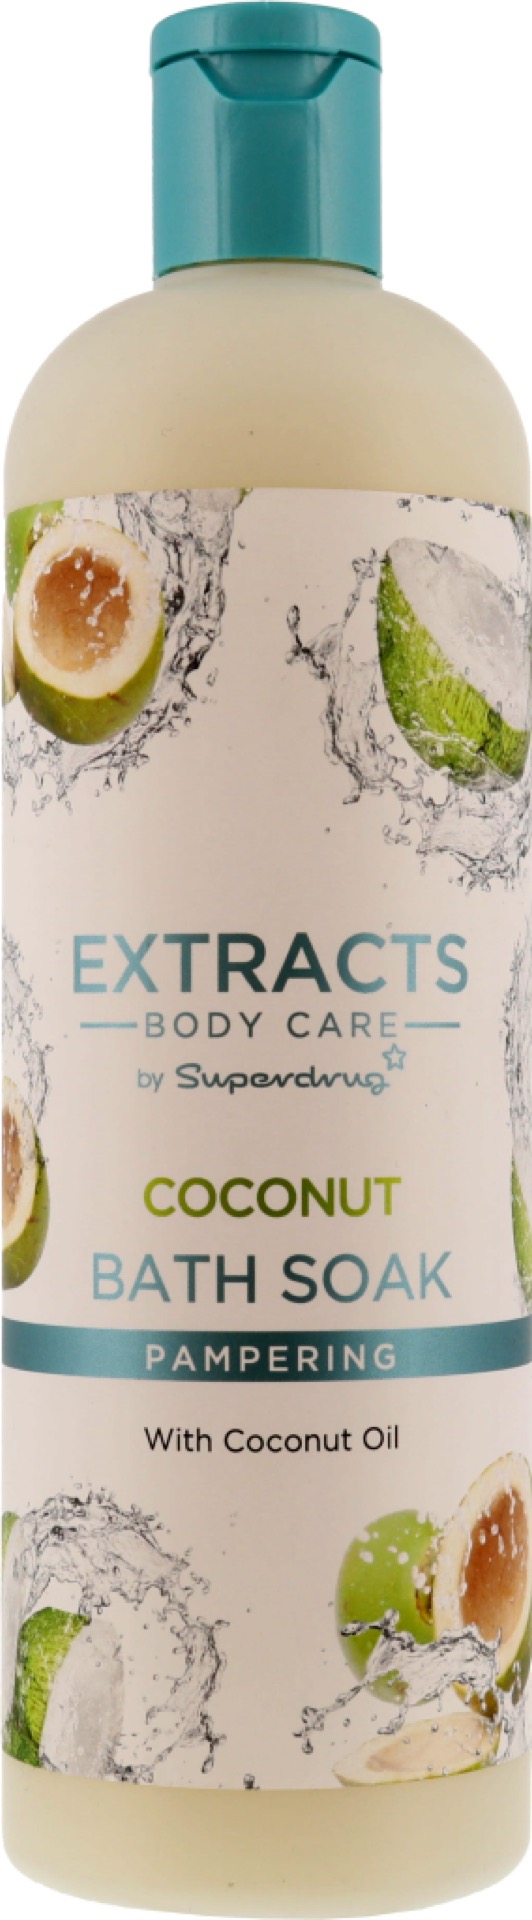 EXTRACTS
BODY CARE
by Superdrug
COCONUT
BATH SOAK
PAMPERING
With Coconut Oil